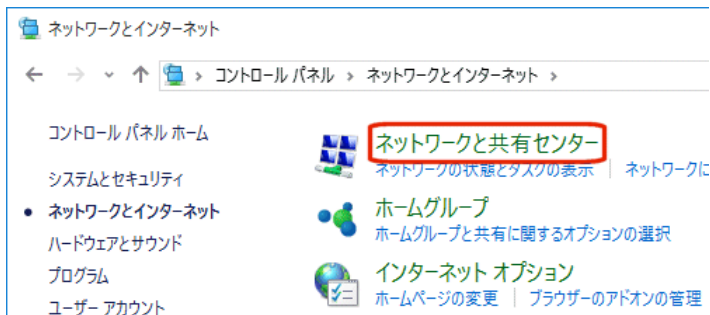 ネットワークとインターネット
コントロール パネル › ネットワークとインターネット ›
コントロール パネル ホーム
システムとセキュリティ
ネットワークとインターネット
ハードウェアとサウンド
プログラム
ユーザー アカウント
ネットワークと共有センター
ネットワークの状態とタスクの表示 ネットワークに
ホームグループ
ホームグループと共有に関するオプションの選択
インターネット オプション
ホームページの変更 ブラウザーのアドオンの管理